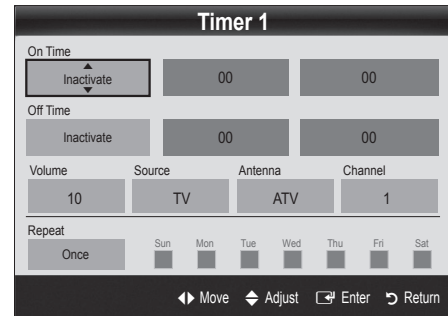 Timer 1
On Time
Inactivate 00 00
Off Time
Inactivate 00 00
Volume Source Antenna Channel
10 TV ATV 1
Repeat
Once Sun Mon Tue Wed Thu Fri Sat
Move Adjust Enter Return